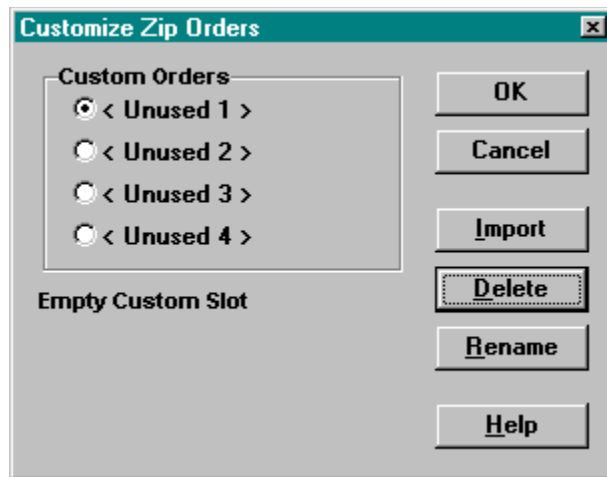 Customize Zip Orders
Custom Orders
< Unused 1 >
< Unused 2 >
< Unused 3 >
< Unused 4 >
Empty Custom Slot
OK
Cancel
Import
Delete
Rename
Help